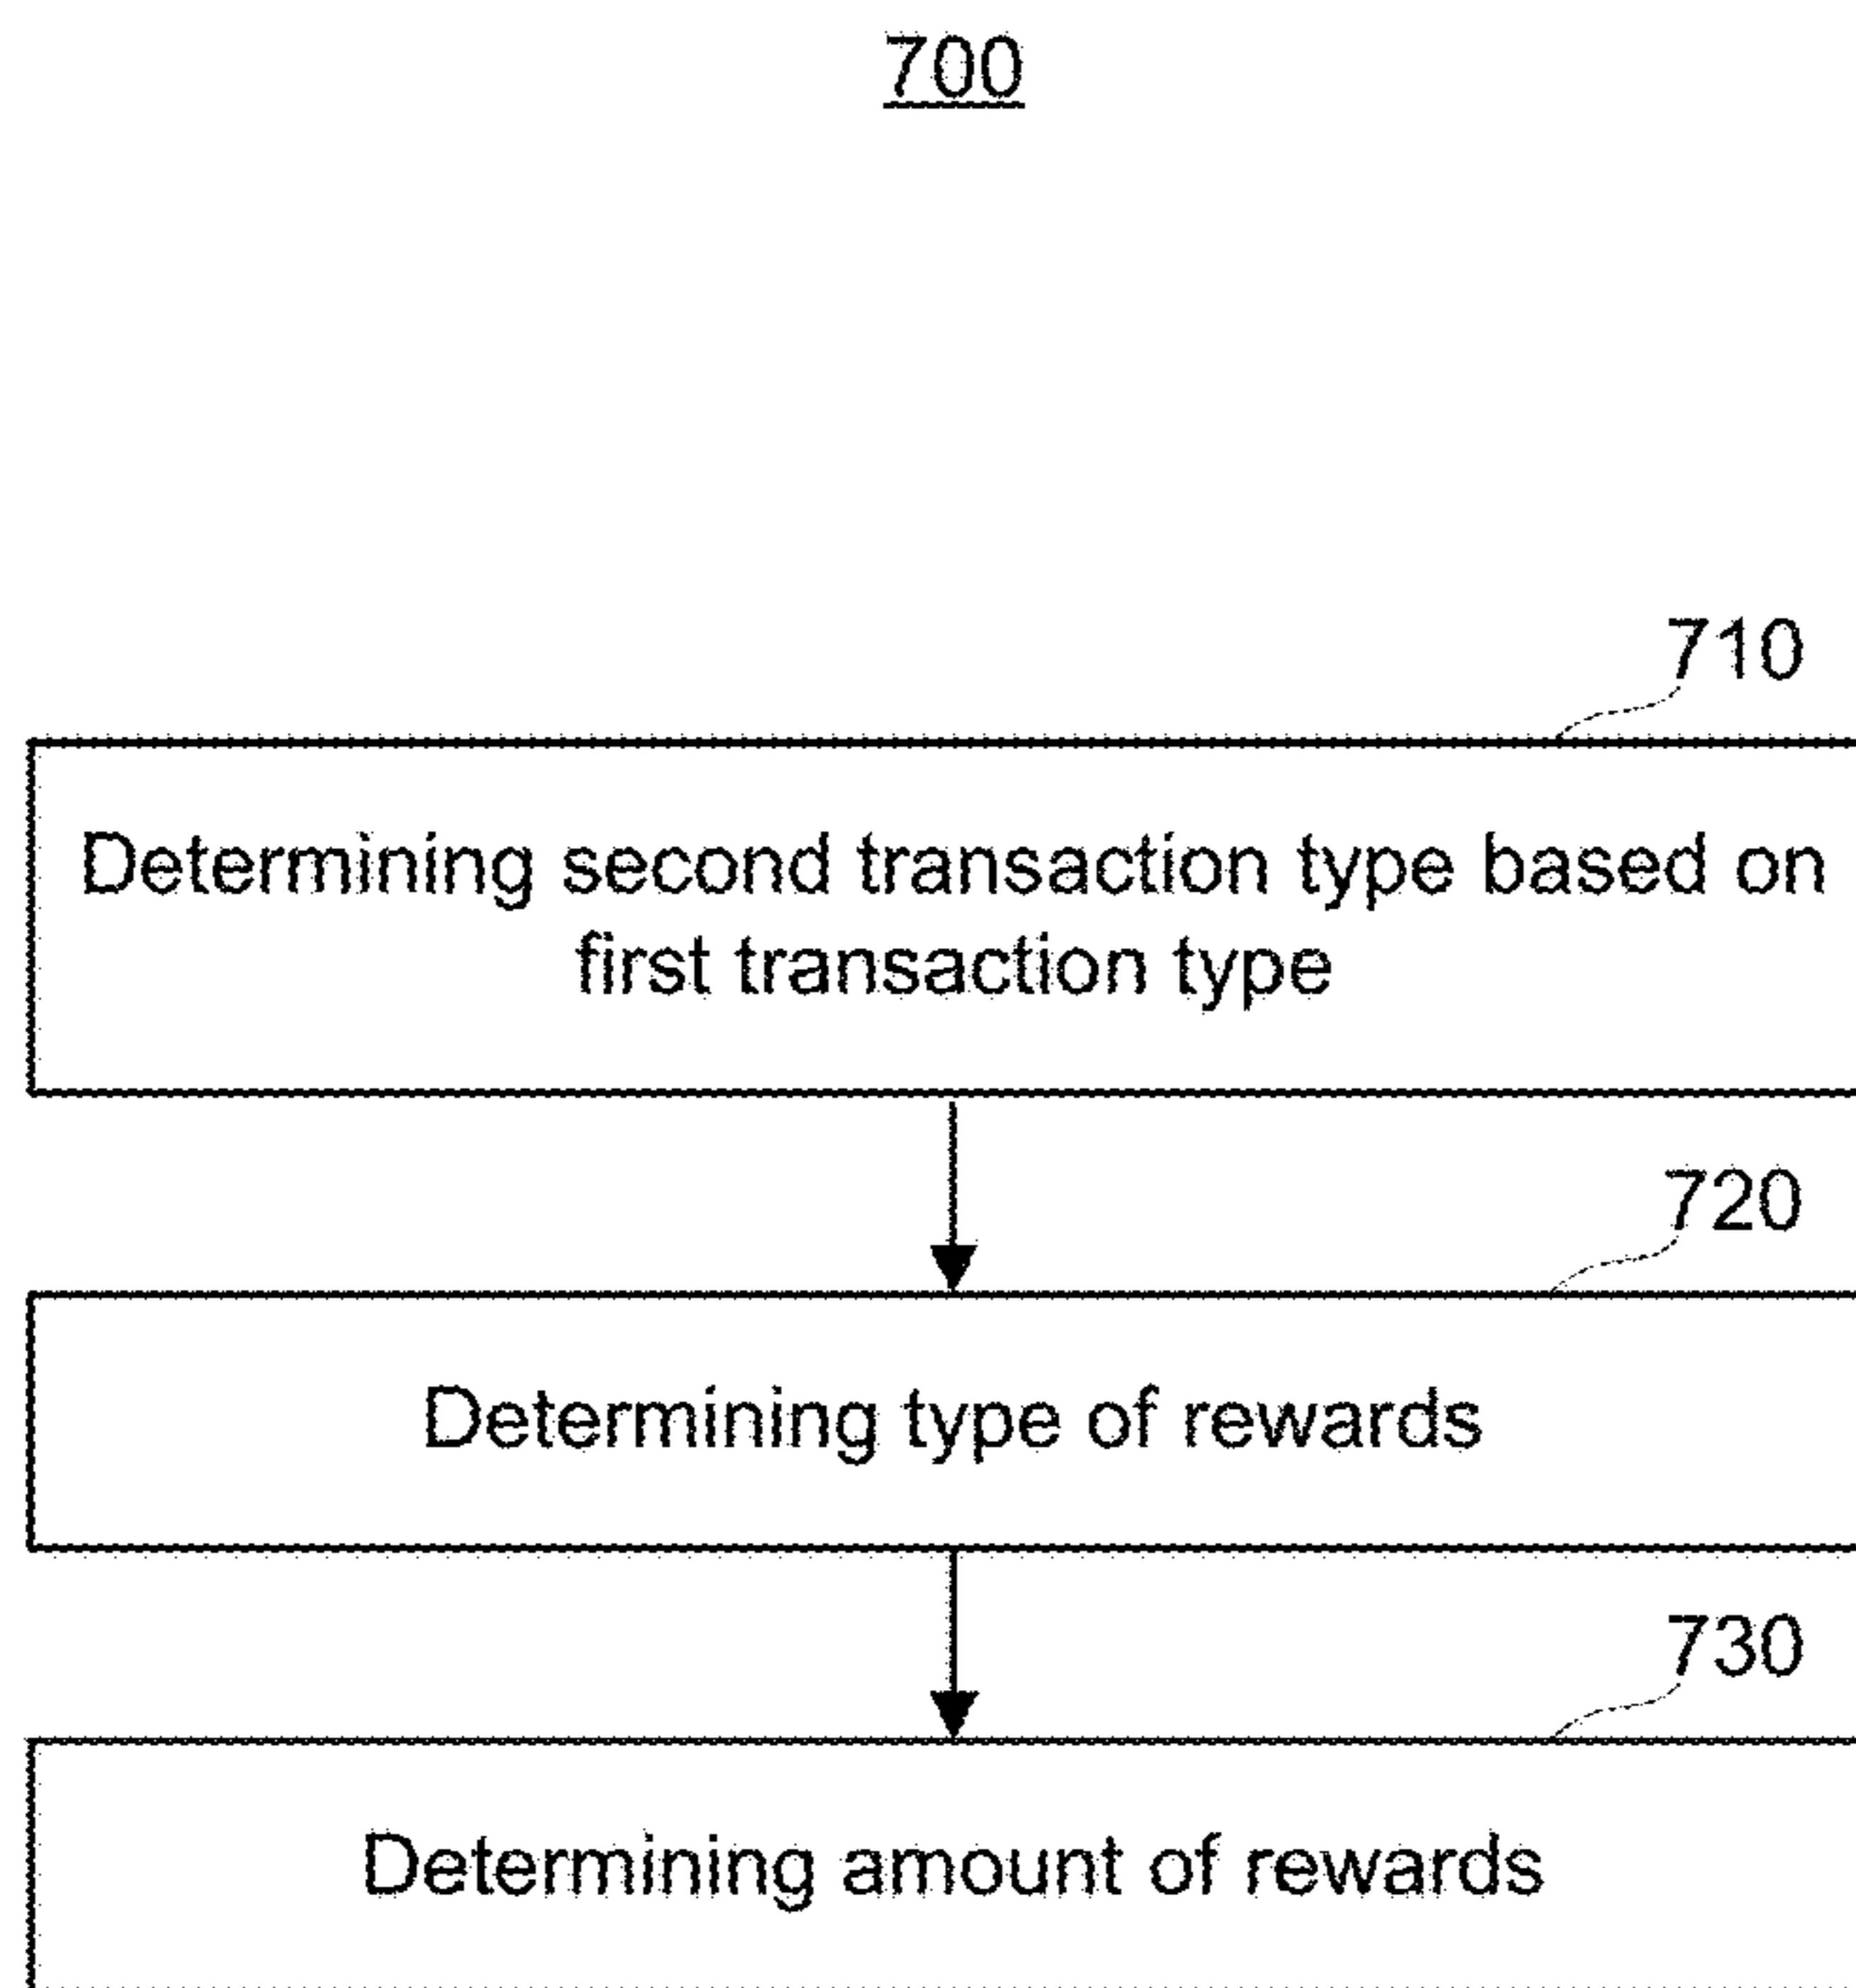 700
710
Determining second transaction type based on
first transaction type
720
Determining type of rewards
730
Determining amount of rewards